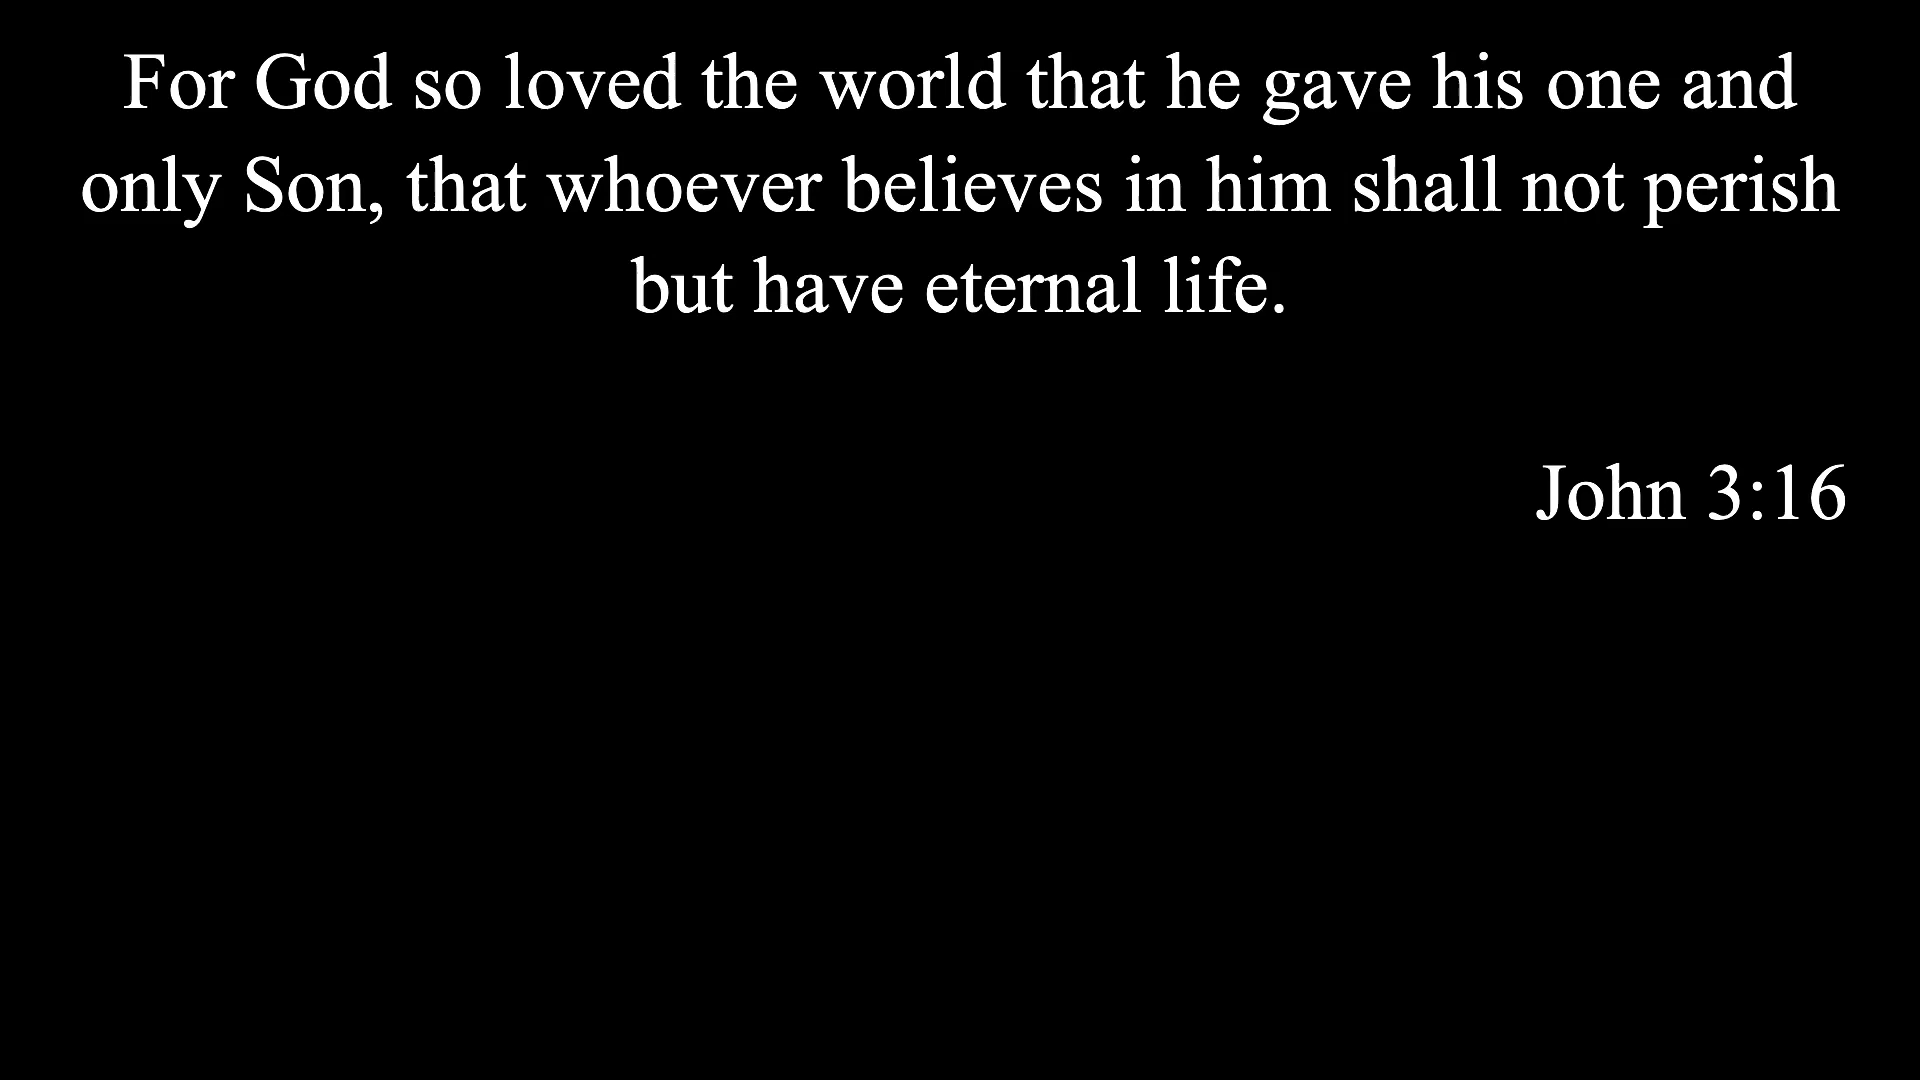 For God so loved the world that he gave his one and
only Son, that whoever believes in him shall not perish
but have eternal life.
John 3:16